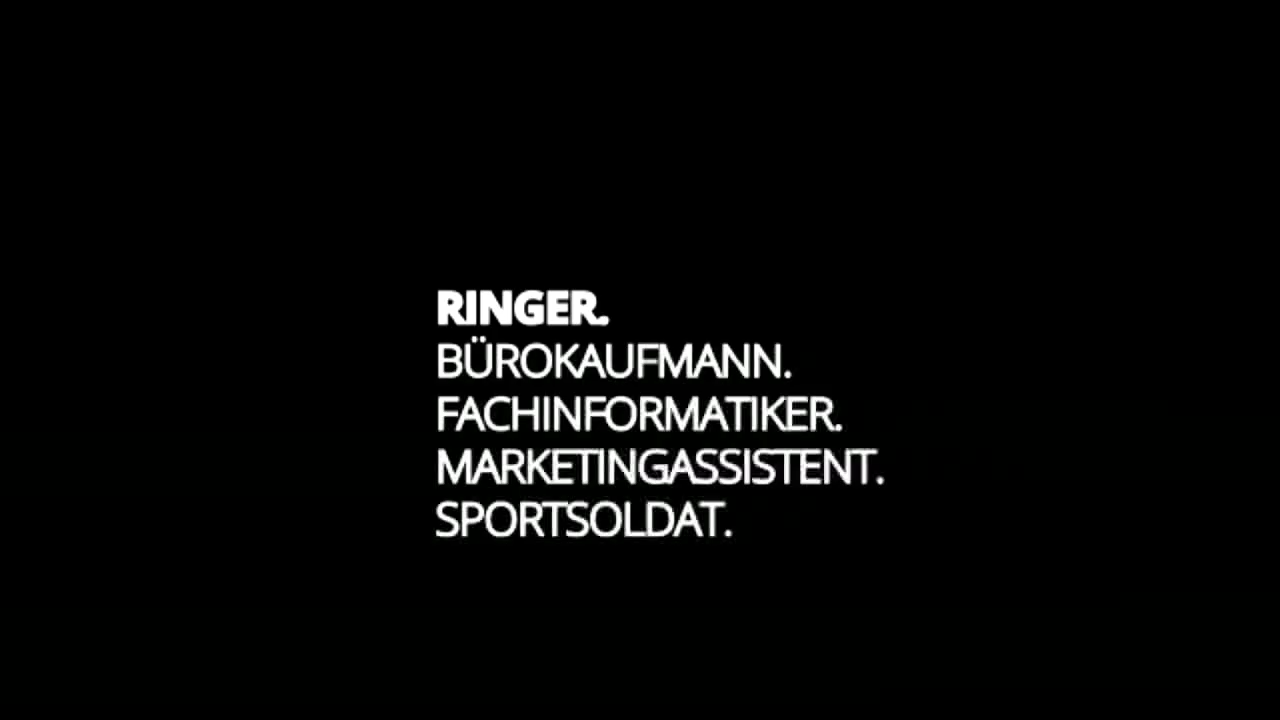 RINGER.
BÜROKAUFMANN.
FACHINFORMATIKER.
MARKETINGASSISTENT.
SPORTSOLDAT.